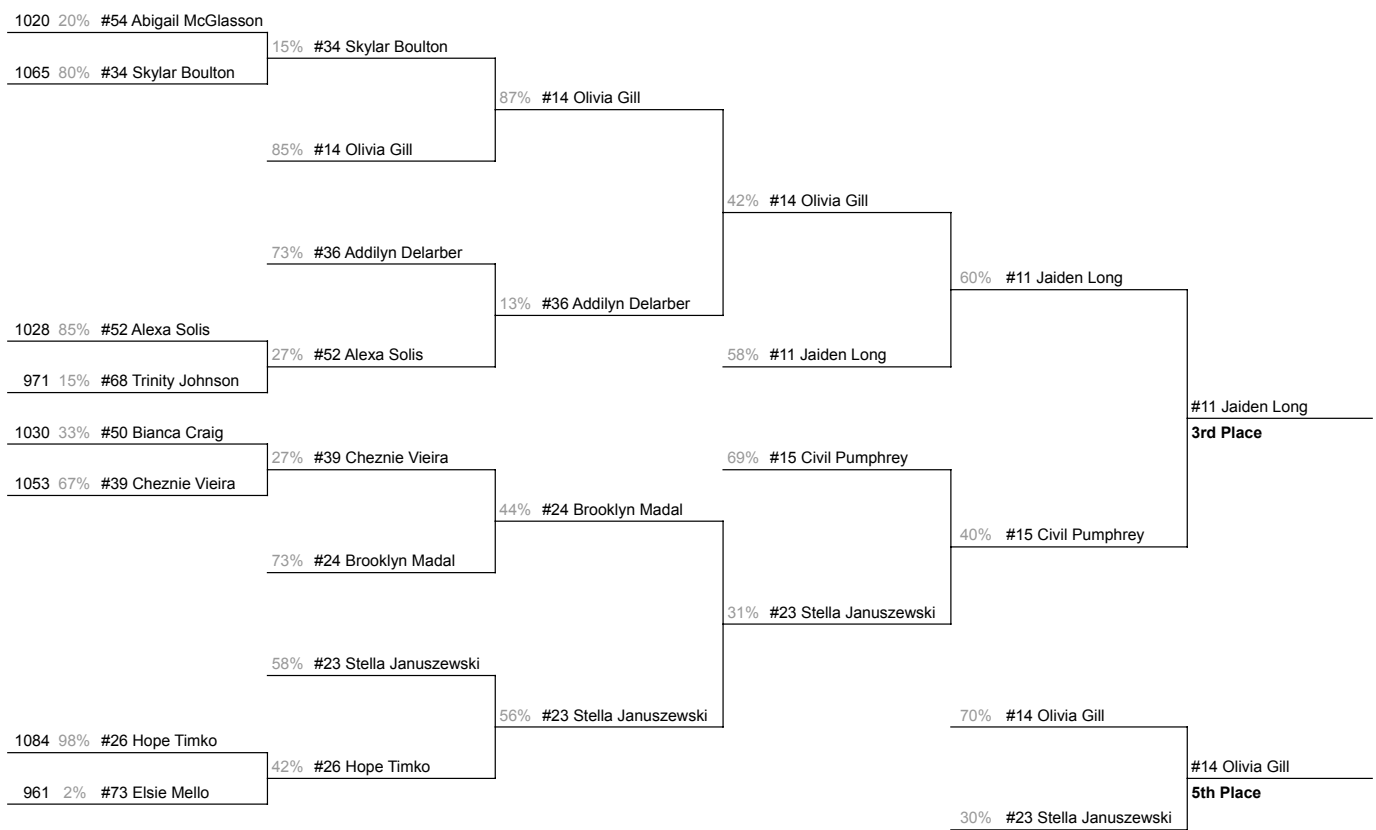 1020 20% #54 Abigail McGlasson
15% #34 Skylar Boulton
1065 80% #34 Skylar Boulton
87% #14 Olivia Gill
85% #14 Olivia Gill
42% #14 Olivia Gill
73% #36 Addilyn Delarber
60% #11 Jaiden Long
13% #36 Addilyn Delarber
1028 85% #52 Alexa Solis
27% #52 Alexa Solis
58% #11 Jaiden Long
971 15% #68 Trinity Johnson
#11 Jaiden Long
3rd Place
1030 33% #50 Bianca Craig
27% #39 Cheznie Vieira
69% #15 Civil Pumphrey
1053 67% #39 Cheznie Vieira
44% #24 Brooklyn Madal
40% #15 Civil Pumphrey
73% #24 Brooklyn Madal
31% #23 Stella Januszewski
58% #23 Stella Januszewski
56% #23 Stella Januszewski
70% #14 Olivia Gill
1084 98% #26 Hope Timko
42% #26 Hope Timko
#14 Olivia Gill
5th Place
961 2% #73 Elsie Mello
30% #23 Stella Januszewski